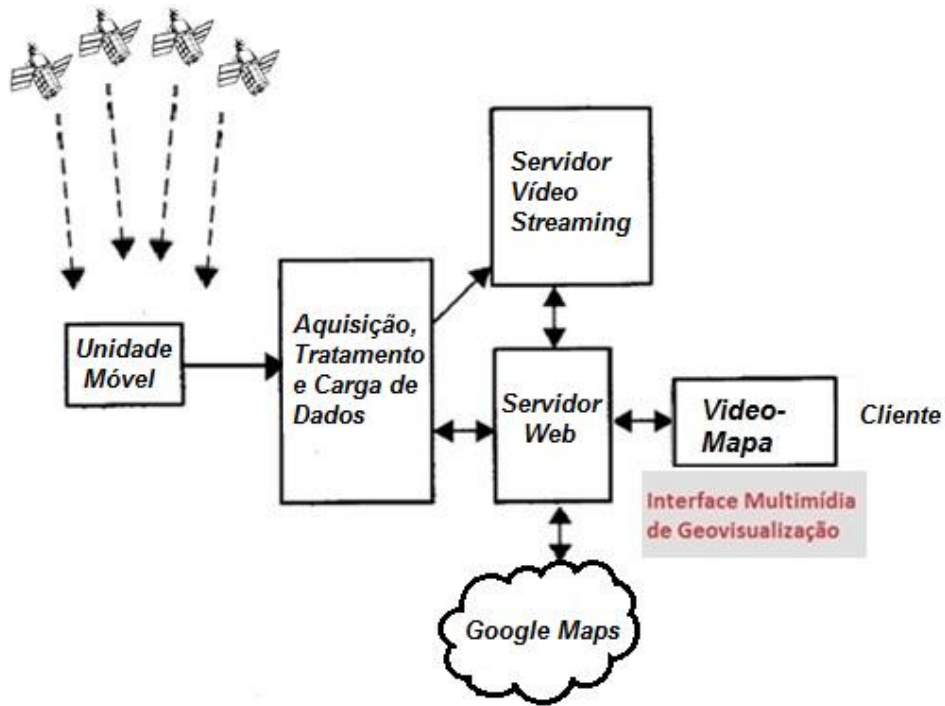 Servidor
Vídeo
Streaming
Unidade
Móvel
Aquisição,
Tratamento
e Carga de
Dados
Servidor
Web
Video-
Mapa
Cliente
Interface Multimídia
de Geovisualização
Google Maps